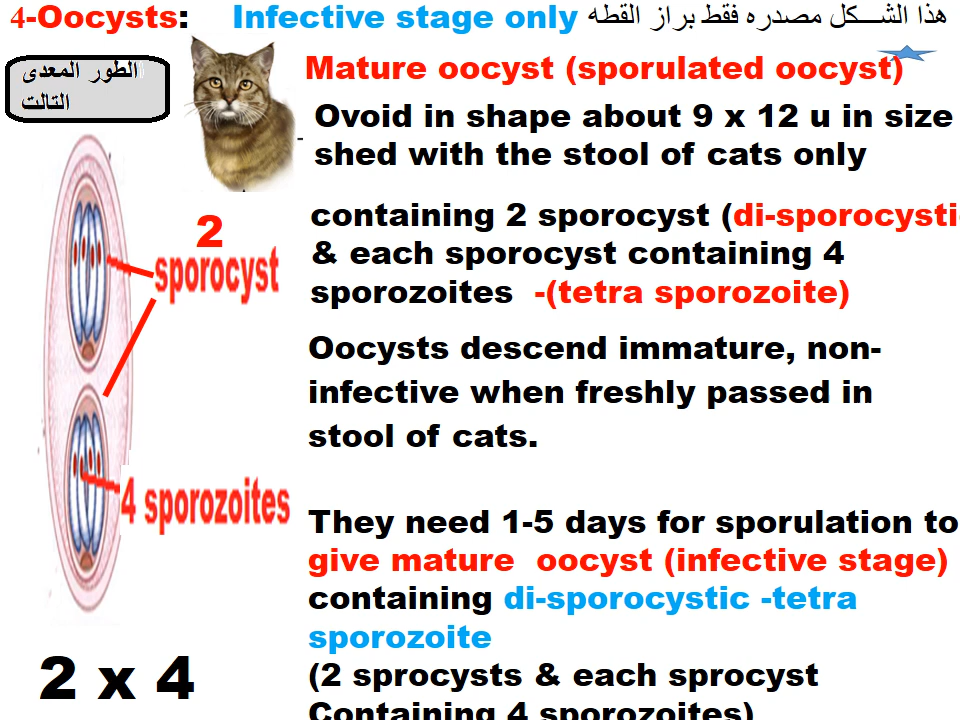 4-Oocysts: Infective stage only هذا الشـــكل مصدره فقط براز القطه
الطور المعدى
التالت
Mature oocyst (sporulated oocyst)
- Ovoid in shape about 9 x 12 u in size
shed with the stool of cats only
containing 2 sporocyst (di-sporocysti
& each sporocyst containing 4
sporozoites -(tetra sporozoite)
2
sporocyst
Oocysts descend immature, non-
infective when freshly passed in
stool of cats.
4 sporozoites
They need 1-5 days for sporulation to
give mature oocyst (infective stage)
containing di-sporocystic -tetra
sporozoite
(2 sprocysts & each sprocyst
Containing 4 sporozoites)
2 x 4